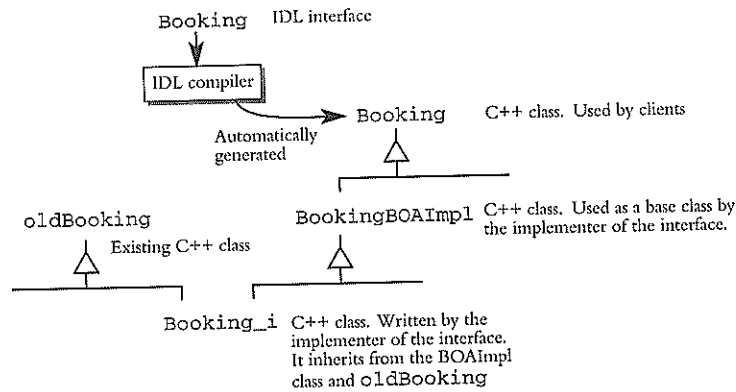 Booking IDL interface
IDL compiler
Booking C++ class. Used by clients
Automatically
generated
oldBooking
Existing C++ class
BookingBOAImpl C++ class. Used as a base class by
the implementer of the interface.
Booking_i C++ class. Written by the
implementer of the interface.
It inherits from the BOAImpl
class and oldBooking